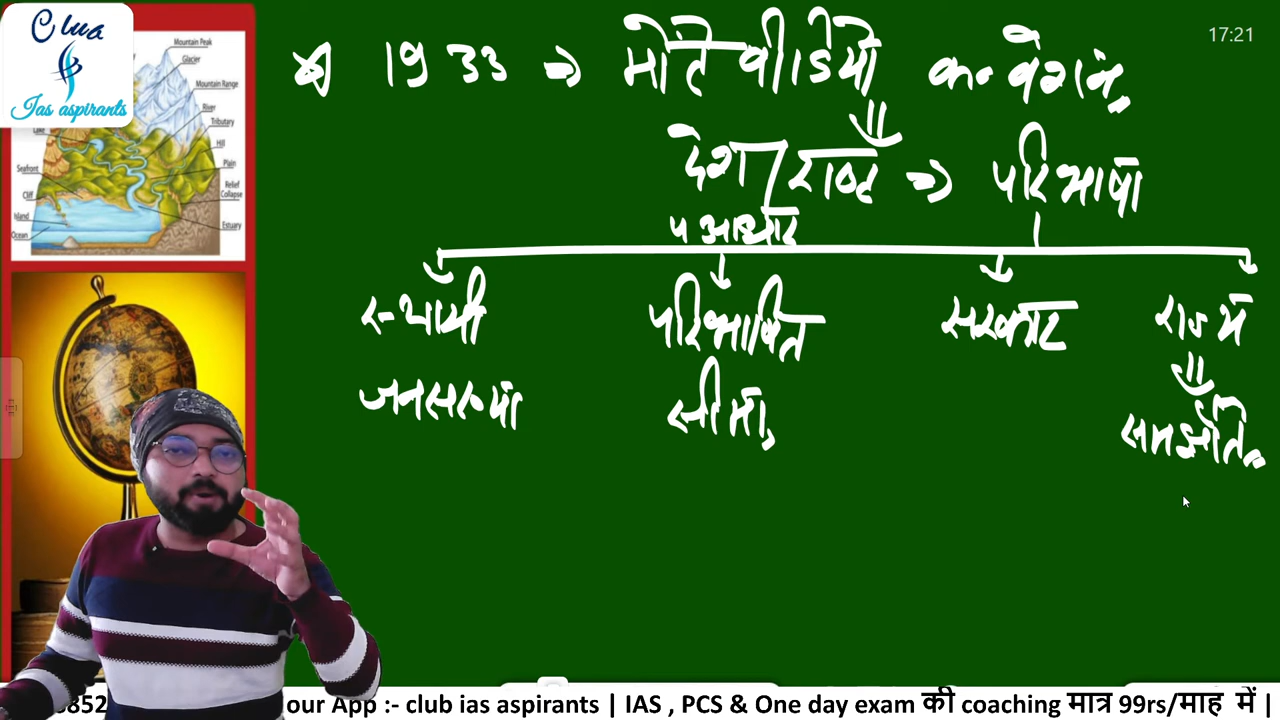 Club
Ias aspirants
17:21
Mountain Peak
Glacier
Mountain Range
River
Tributary
Hill
Lake
Plain
Seafront
Relief
Collapse
Cliff
Island
Estuary
Ocean
1933 ⇒ मोंटेवीडियो कन्वेंशन,
देश / राष्ट्र ⇒ परिभाषा
4 आधार
स्थायी परिभाषित सरकार राज्य
जनसंख्या सीमा,
समझौते
our App :- club ias aspirants | IAS , PCS & One day exam की coaching मात्र 99rs/माह में |